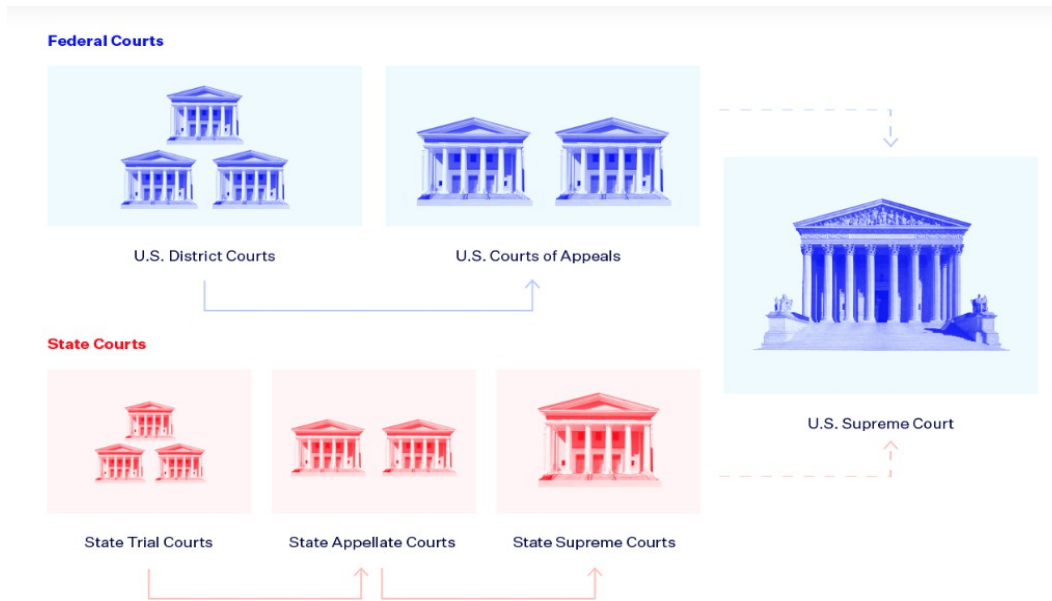 Federal Courts
U.S. District Courts
U.S. Courts of Appeals
U.S. Supreme Court
State Courts
State Trial Courts
State Appellate Courts
State Supreme Courts